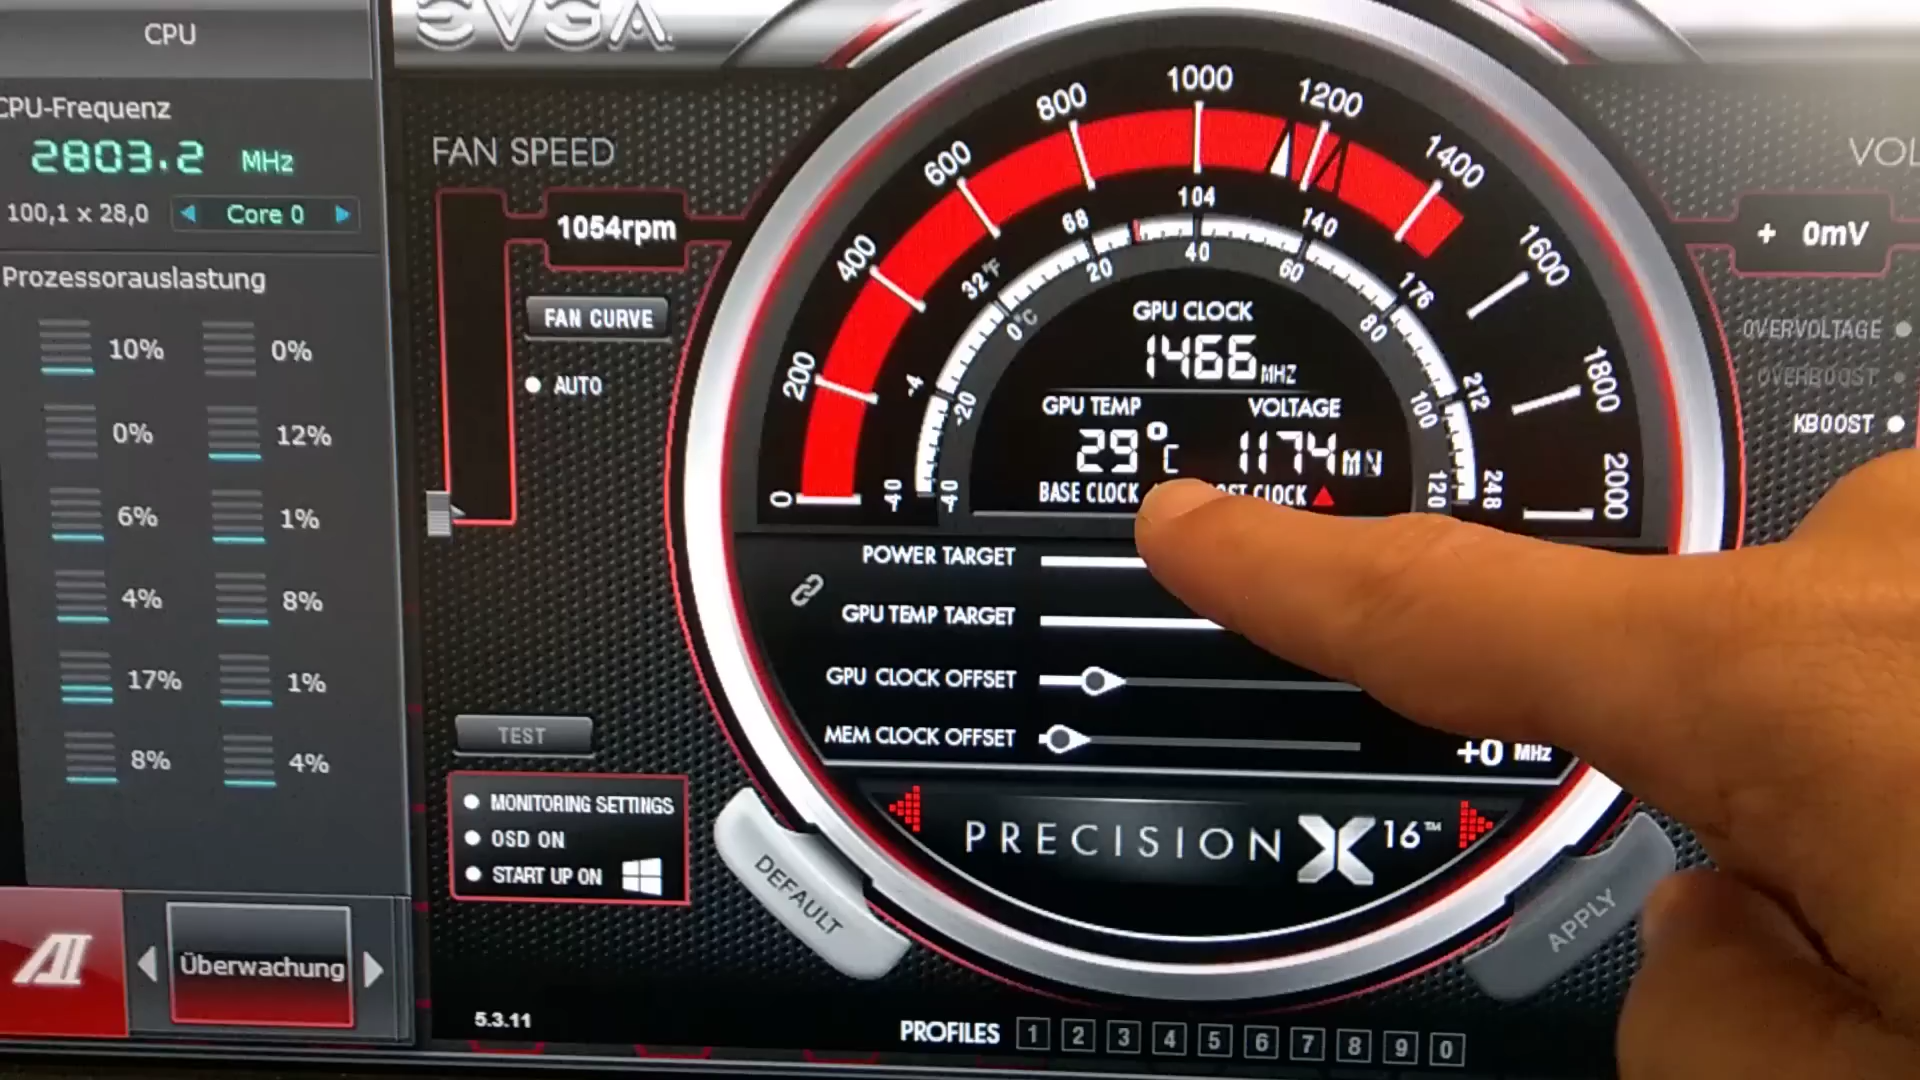 CPU
CPU-Frequenz
2803.2 MHz
100,1 x 28,0
Core 0
Prozessorauslastung
10% 0%
0% 12%
6% 1%
4% 8%
17% 1%
8% 4%
Überwachung
EVGA
FAN SPEED
1054rpm
FAN CURVE
AUTO
TEST
MONITORING SETTINGS
OSD ON
START UP ON
5.3.11
0 200 400 600 800 1000 1200 1400 1600 1800 2000
-40 -4 32°F 68 104 140 176 212 248
-40 -20 0°C 20 40 60 80 100 120
GPU CLOCK
1466 MHZ
GPU TEMP VOLTAGE
29°C 1174MV
BASE CLOCK CLOCK
POWER TARGET
GPU TEMP TARGET
GPU CLOCK OFFSET
MEM CLOCK OFFSET
+0 MHz
PRECISION X 16™
DEFAULT
APPLY
PROFILES 1 2 3 4 5 6 7 8 9 0
+ 0mV
OVERVOLTAGE
OVERBOOST
KBOOST